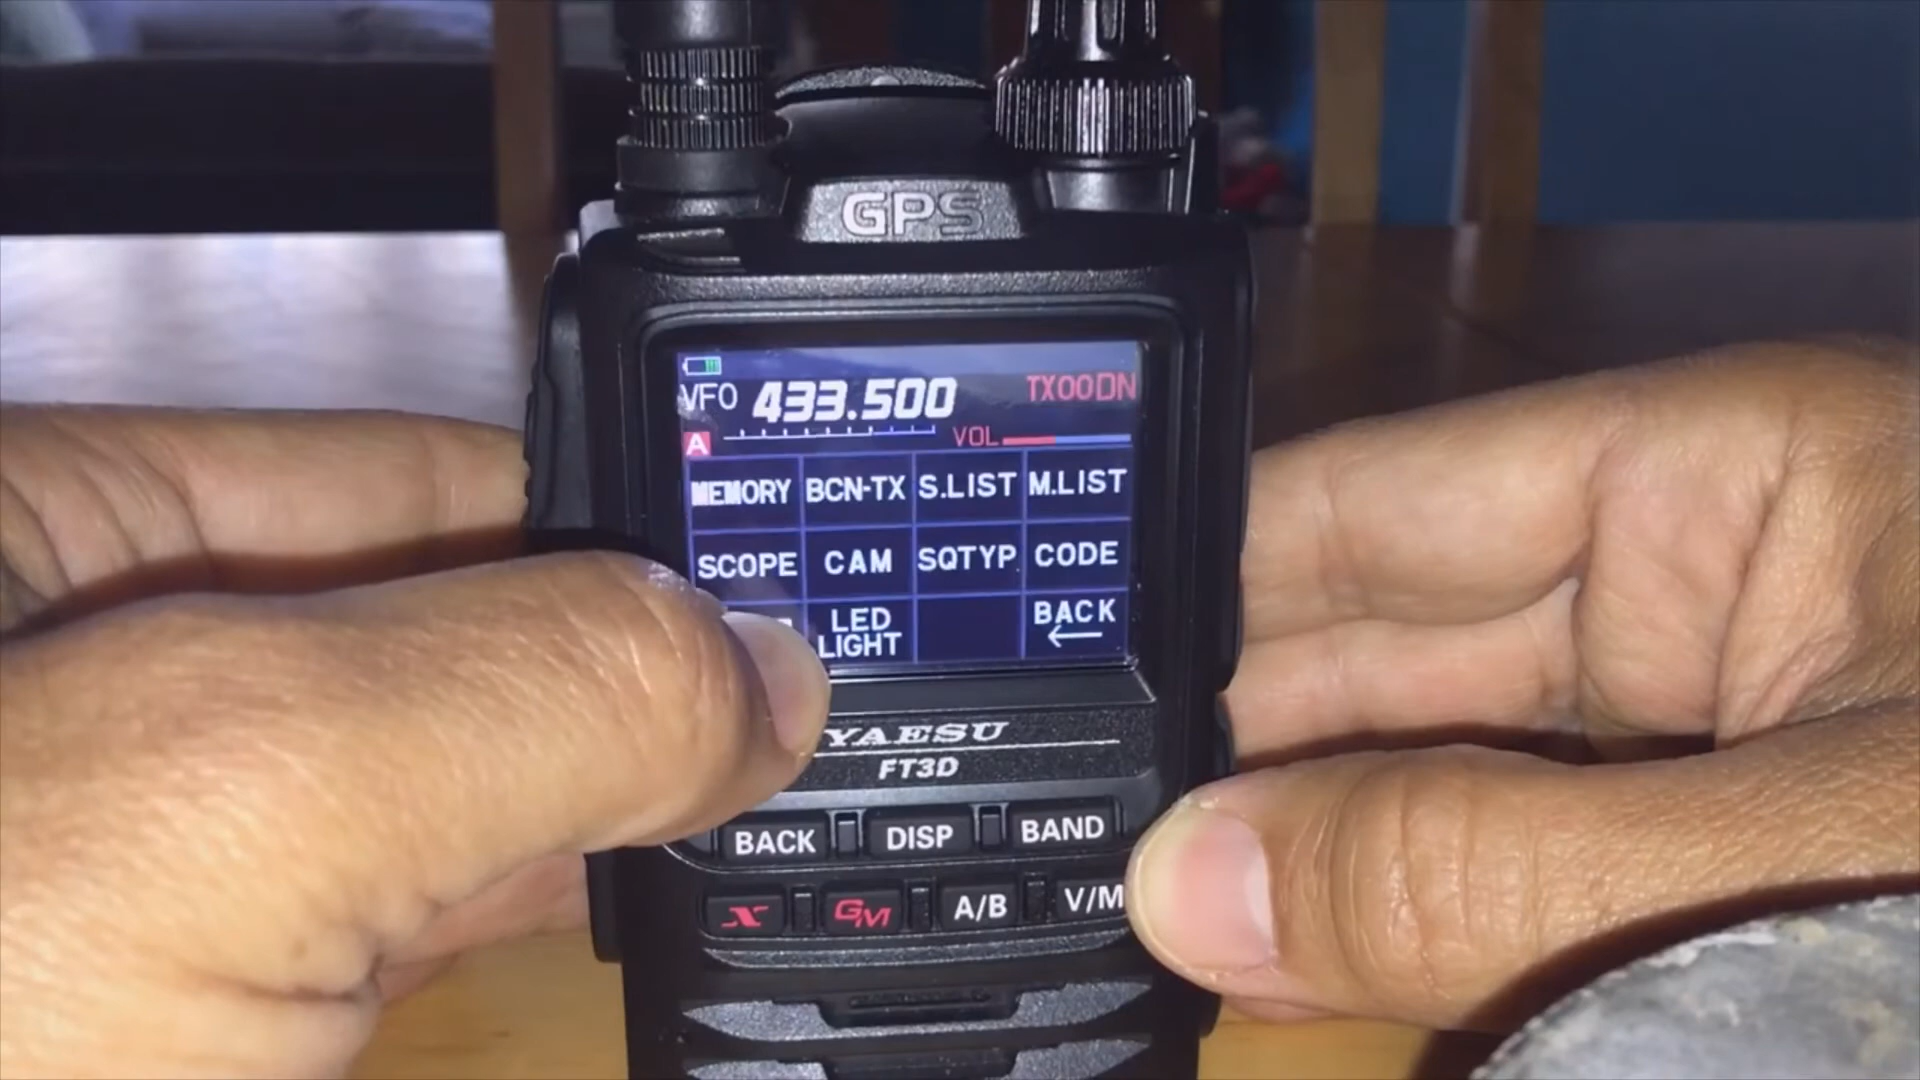 GPS
VFO 433.500 TX00DN
A VOL
MEMORY BCN-TX S.LIST M.LIST
SCOPE CAM SQTYP CODE
LED
LIGHT
BACK
YAESU
FT3D
BACK DISP BAND
X GM A/B V/M